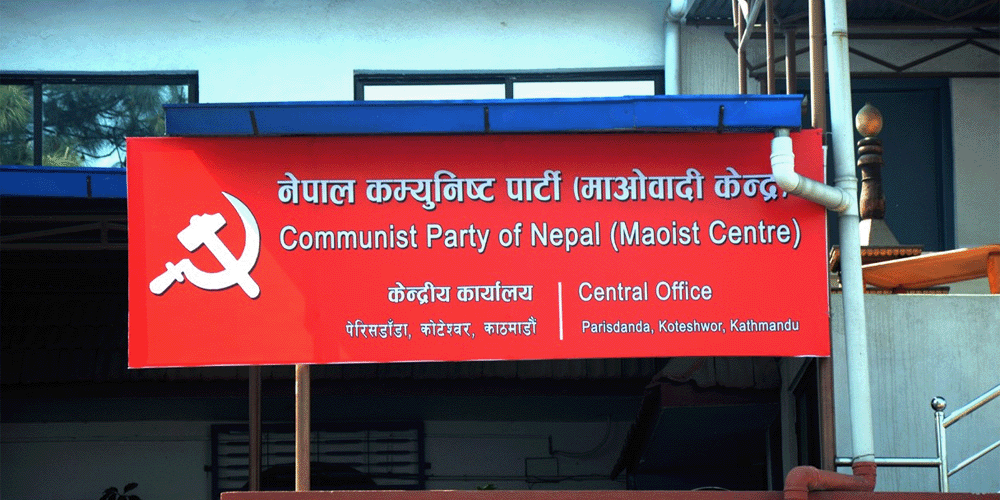 नेपाल कम्युनिष्ट पार्टी (माओवादी केन्द्र)
Communist Party of Nepal (Maoist Centre)
केन्द्रीय कार्यालय
पेरिसडाँडा, कोटेश्वर, काठमाडौं
Central Office
Parisdanda, Koteshwor, Kathmandu